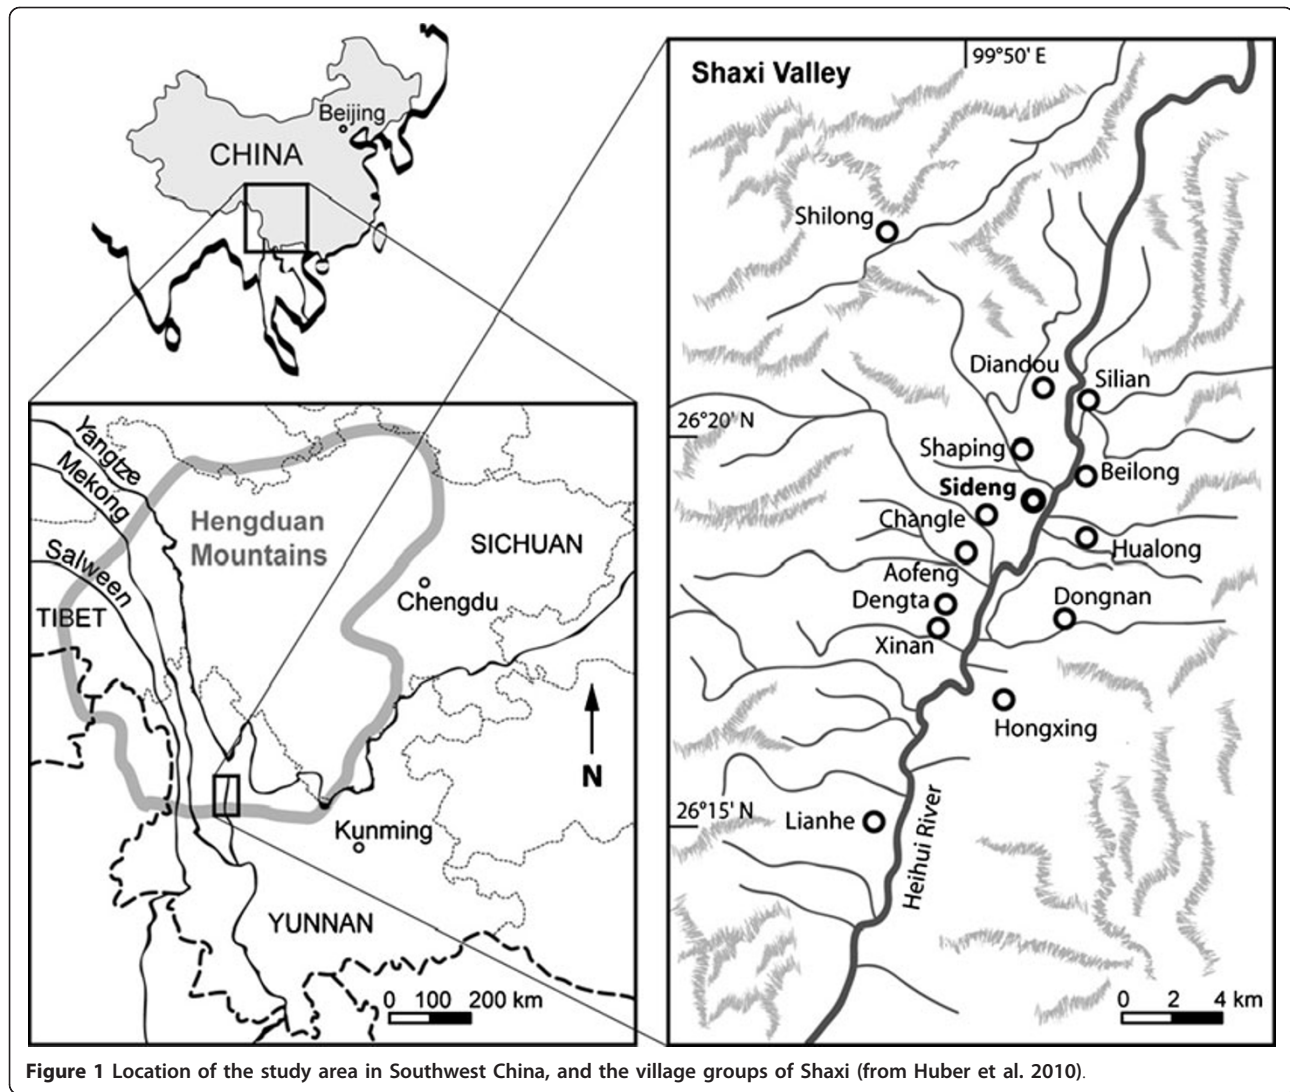 Beijing
CHINA
Yangtze
Mekong
Salween
Hengduan
Mountains
SICHUAN
Chengdu
TIBET
N
Kunming
YUNNAN
0 100 200 km
Shaxi Valley
99°50' E
Shilong
Diandou
Silian
26°20' N
Shaping
Beilong
Sideng
Changle
Hualong
Aofeng
Dengta
Dongnan
Xinan
Hongxing
26°15' N
Lianhe
Heihui River
0 2 4 km
Figure 1 Location of the study area in Southwest China, and the village groups of Shaxi (from Huber et al. 2010).